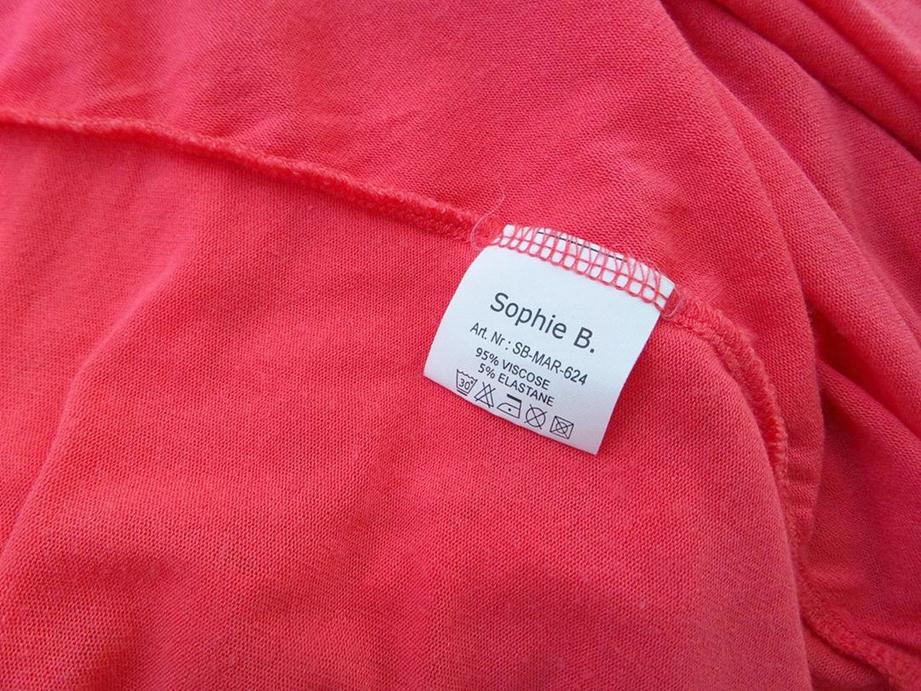 Sophie B.
Art. Nr : SB-MAR-624
95% VISCOSE
5% ELASTANE
30